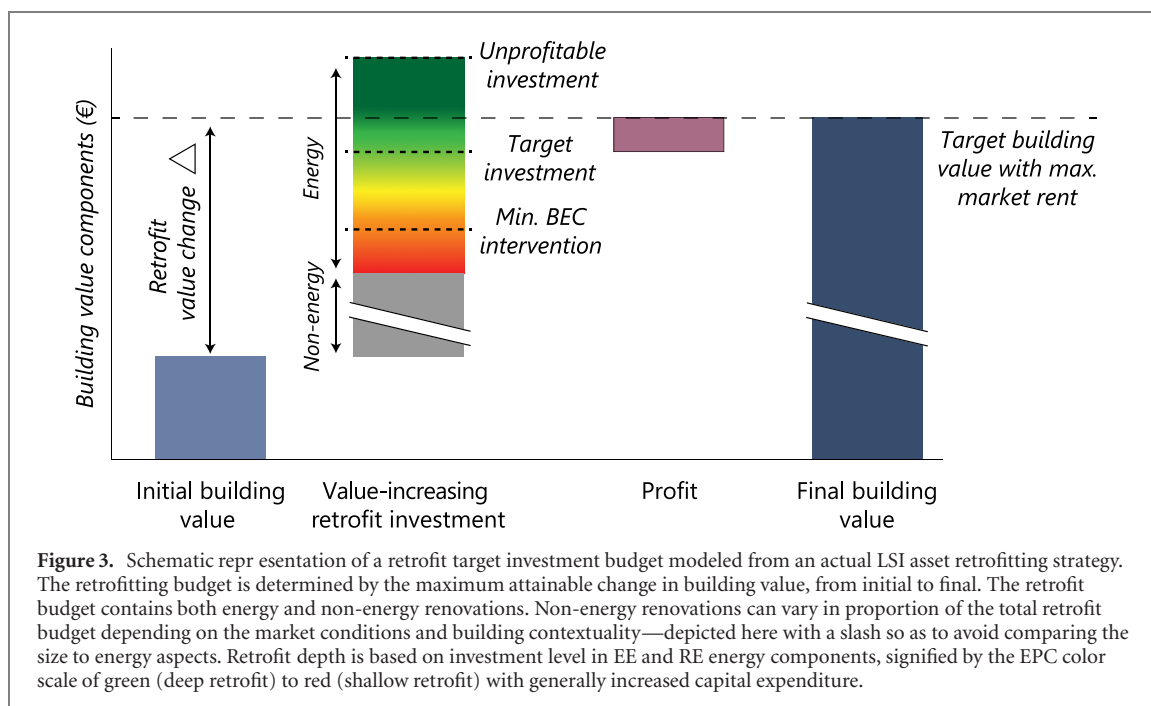 Building value components (€)
Retrofit
value change △
Energy
Non-energy
Unprofitable
investment
Target
investment
Min. BEC
intervention
Target building
value with max.
market rent
Initial building
value
Value-increasing
retrofit investment
Profit
Final building
value
Figure 3. Schematic repr esentation of a retrofit target investment budget modeled from an actual LSI asset retrofitting strategy.
The retrofitting budget is determined by the maximum attainable change in building value, from initial to final. The retrofit
budget contains both energy and non-energy renovations. Non-energy renovations can vary in proportion of the total retrofit
budget depending on the market conditions and building contextuality—depicted here with a slash so as to avoid comparing the
size to energy aspects. Retrofit depth is based on investment level in EE and RE energy components, signified by the EPC color
scale of green (deep retrofit) to red (shallow retrofit) with generally increased capital expenditure.